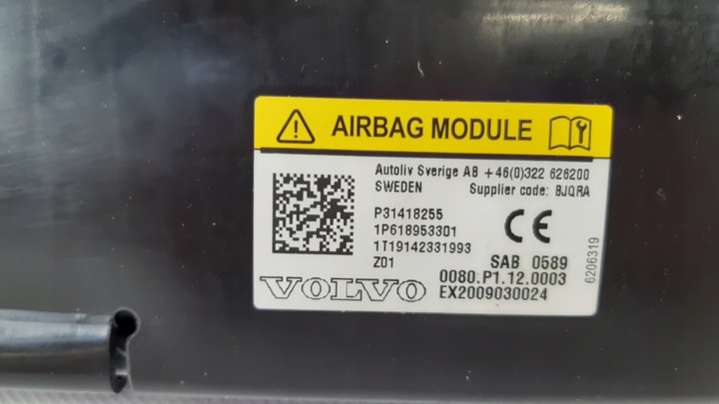 AIRBAG MODULE
Autoliv Sverige AB +46(0)322 626200
SWEDEN Supplier code: BJQRA
P31418255
1P618953301
1T19142331993
Z01
CE
SAB 0589
0080.P1.12.0003
VOLVO EX2009030024
6206319